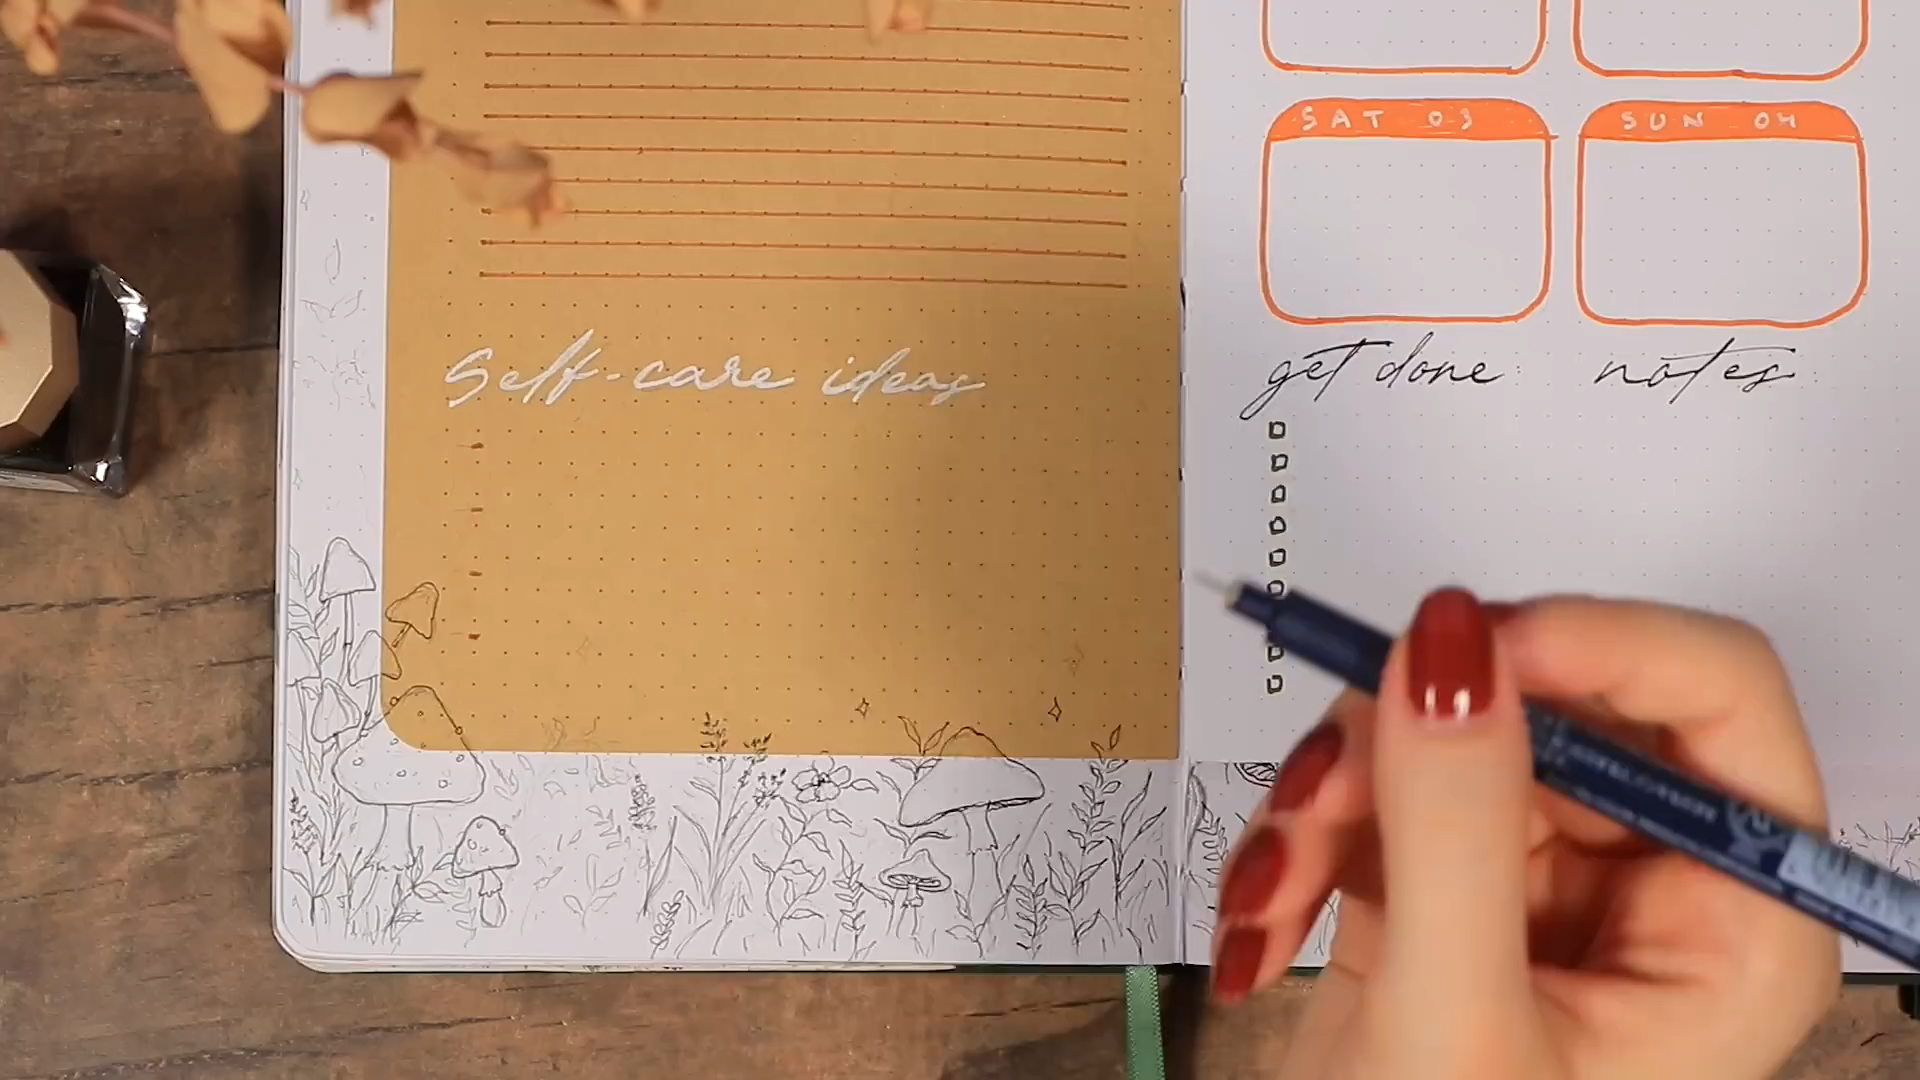 Self-care ideas
SAT 03
SUN 04
get done
notes